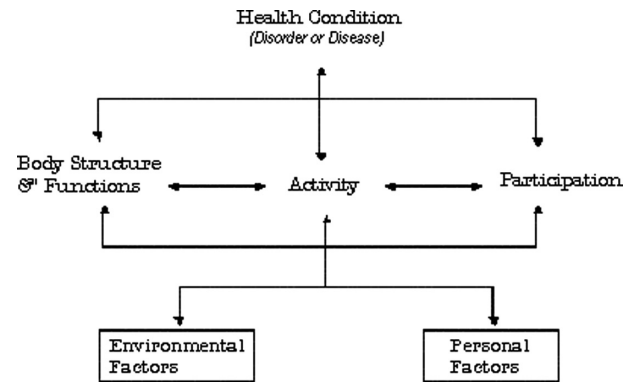 Health Condition
(Disorder or Disease)
Body Structure
&" Functions
Activity
Participation
Environmental
Factors
Personal
Factors